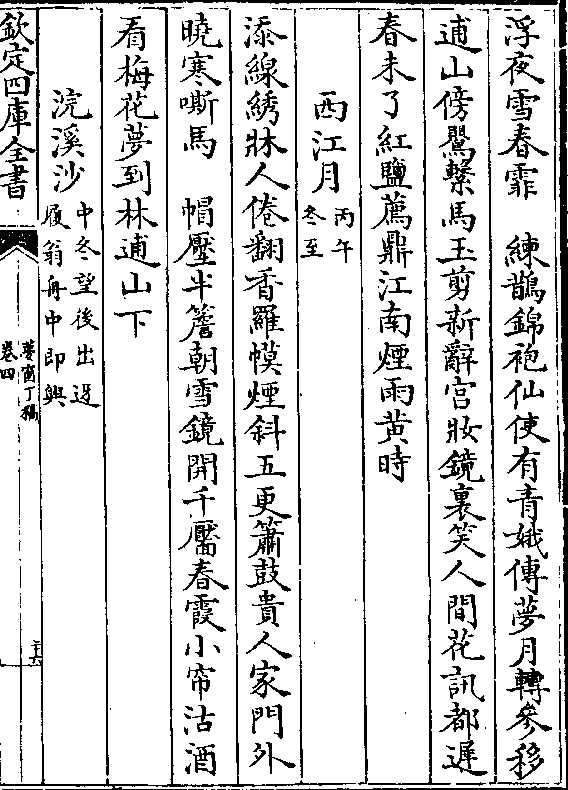 浮夜雪春霏　練鵲錦袍仙使有青娥傳夢月轉參移
逋山傍鸎繫馬玉剪新辭宮妝鏡裏笑人間花訊都遲
春未了紅鹽薦鼎江南煙雨黄時
西江月　丙午
冬至
添線綉牀人倦翻香羅幙煙斜五更簫鼓貴人家門外
曉寒嘶馬　帽壓半簷朝雪鏡開千靨春霞小帘沽酒
看梅花夢到林逋山下
浣溪沙　中冬望後出迓
履翁舟中即興
欽定四庫全書
夢窗丁稿
卷四